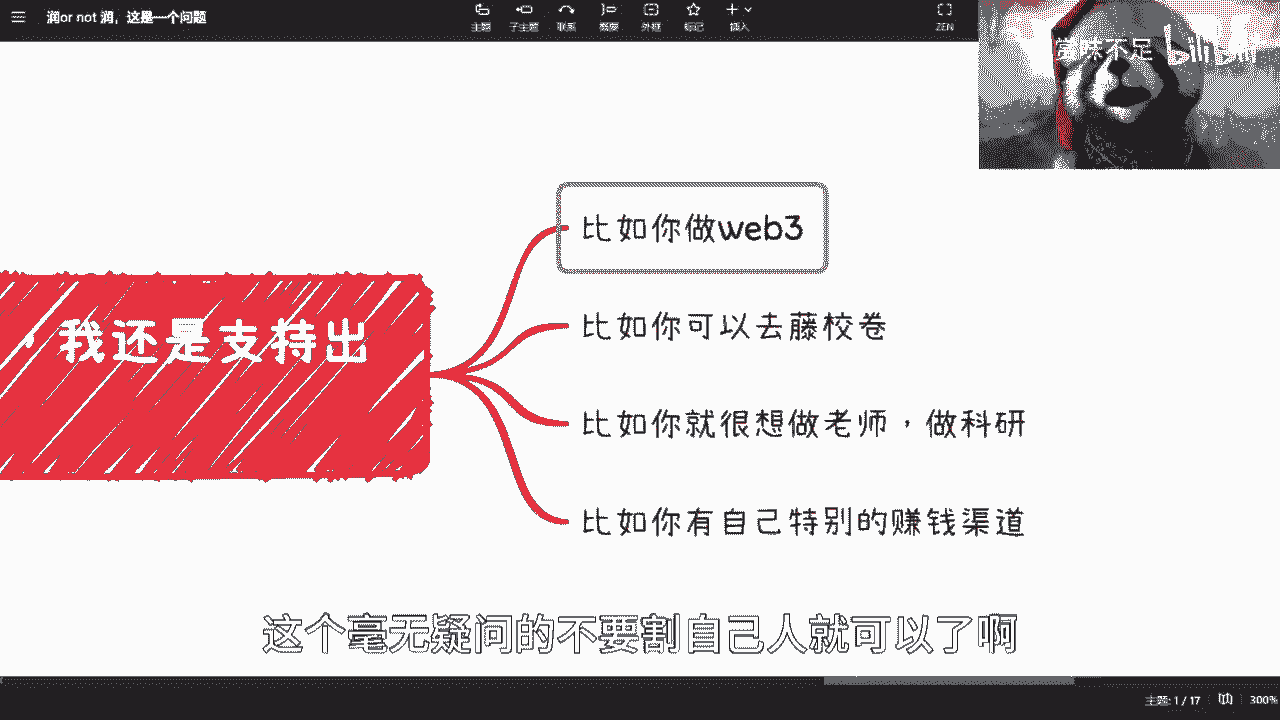 润or not 润，这是一个问题
主题 子主题 联系 概要 外框 标记 插入 ZEN
赏味不足 bilibili
比如你做web3
比如你可以去藤校卷
我还是支持出
比如你就很想做老师，做科研
比如你有自己特别的赚钱渠道
这个毫无疑问的不要割自己人就可以了啊
主题: 1 / 17 300%